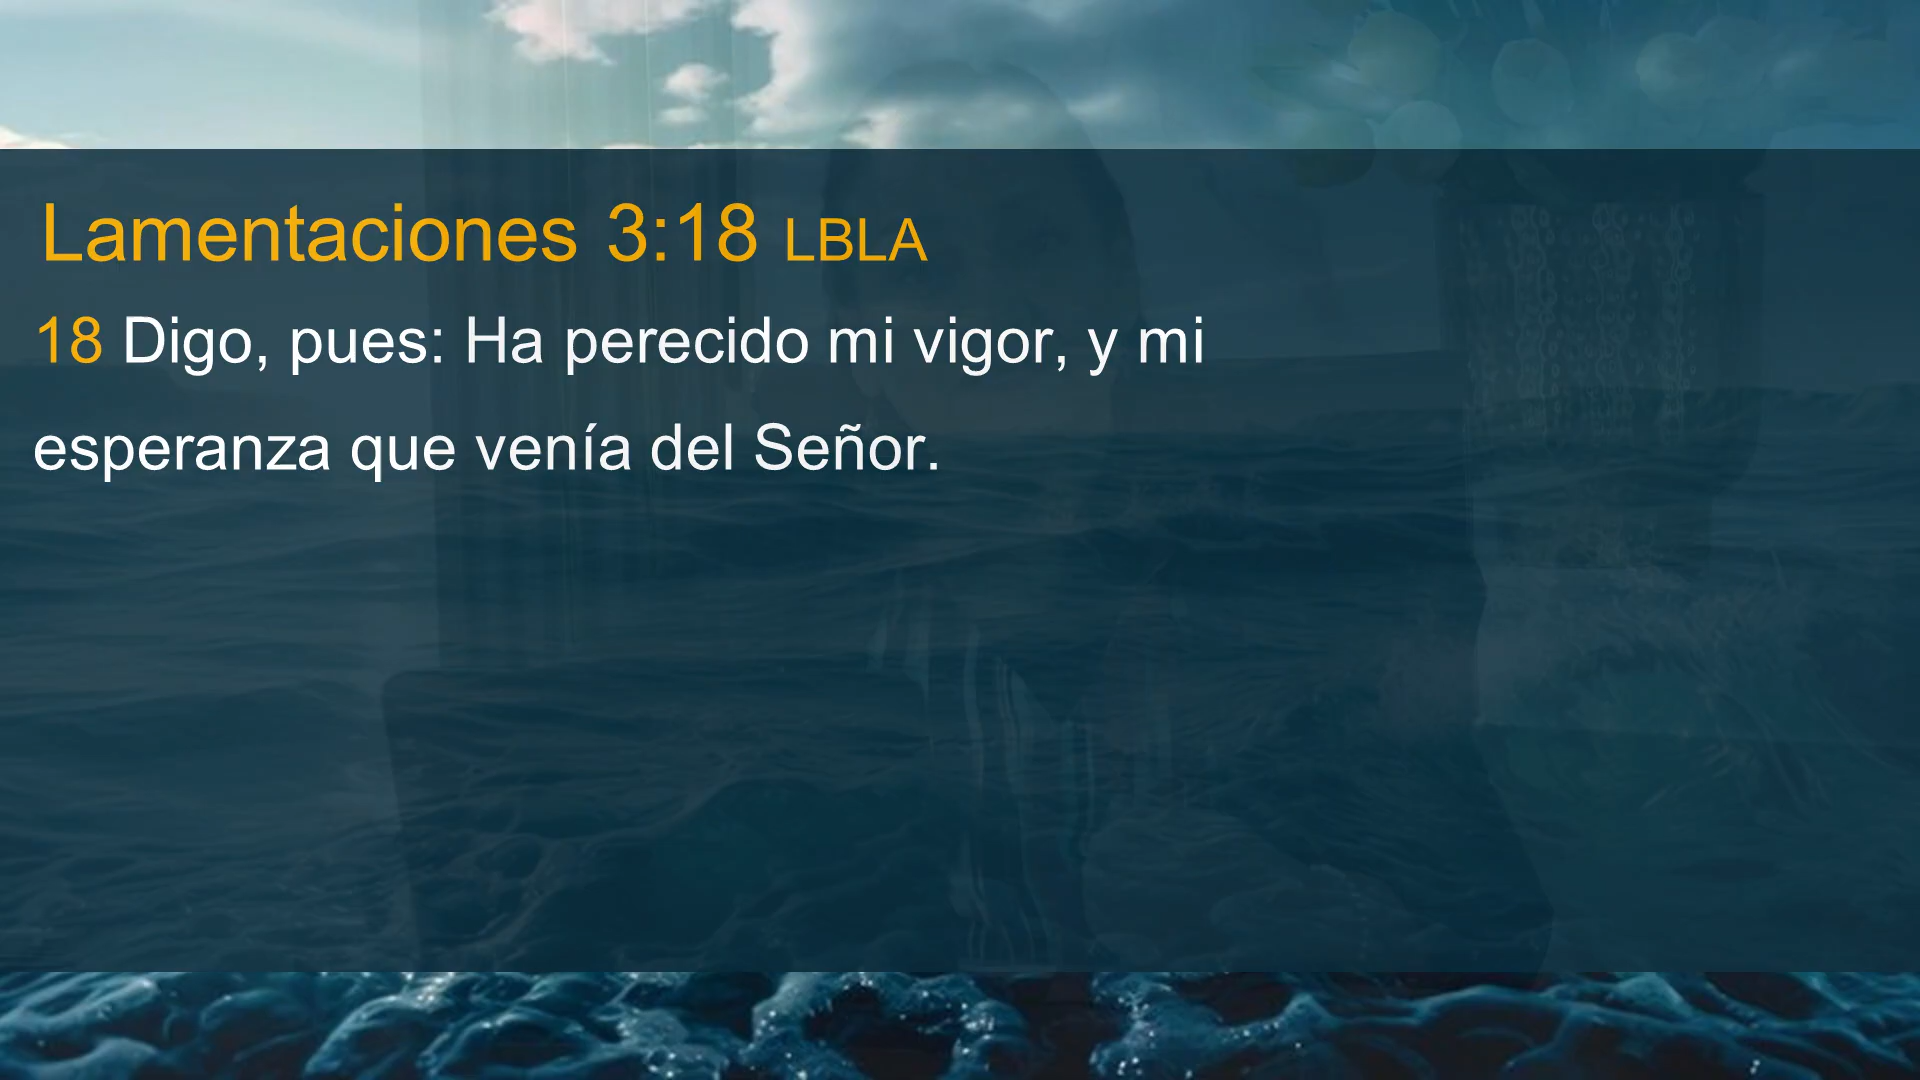 Lamentaciones 3:18 LBLA
18 Digo, pues: Ha perecido mi vigor, y mi
esperanza que venía del Señor.